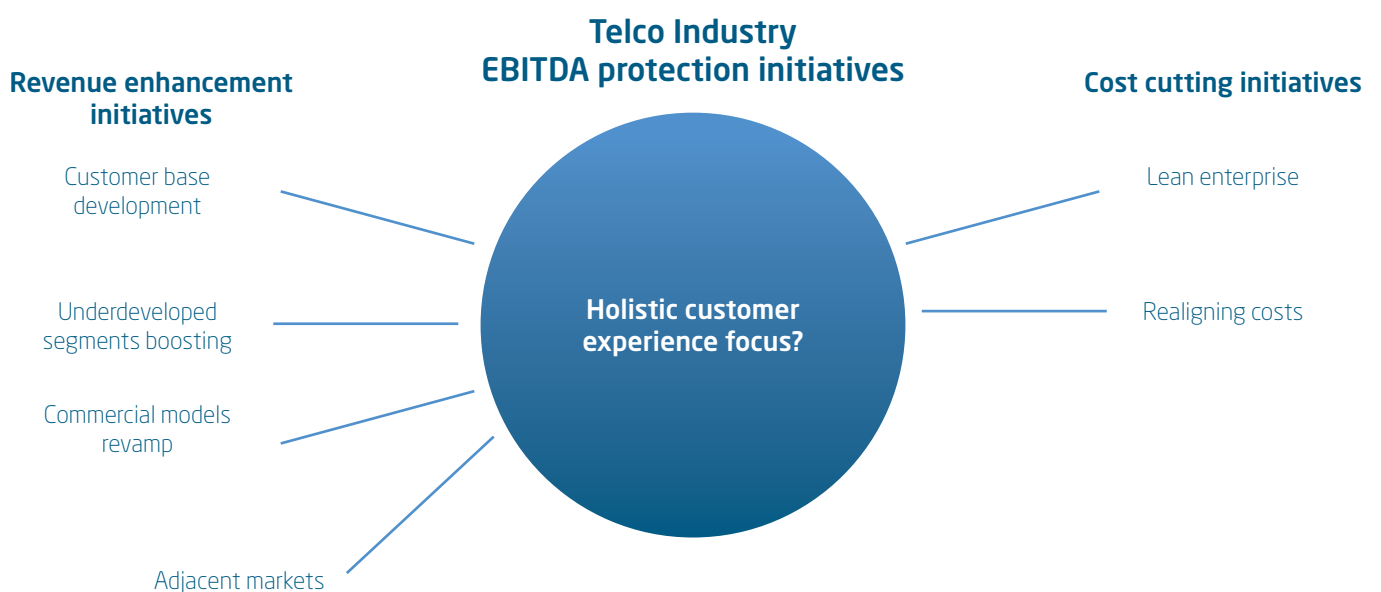 Telco Industry
EBITDA protection initiatives
Revenue enhancement
initiatives
Customer base
development
Underdeveloped
segments boosting
Commercial models
revamp
Adjacent markets
Holistic customer
experience focus?
Cost cutting initiatives
Lean enterprise
Realigning costs